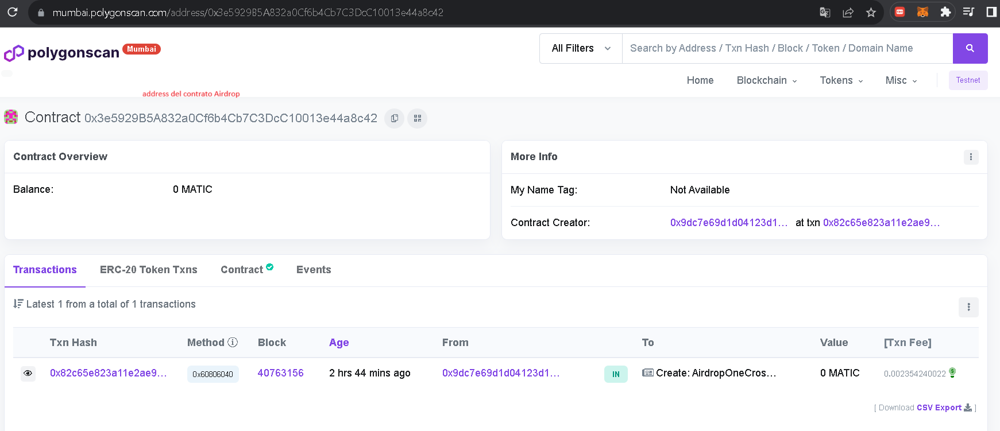 mumbai.polygonscan.com/address/0x3e5929B5A832a0Cf6b4Cb7C3DcC10013e44a8c42
polygonscan Mumbai
All Filters Search by Address / Txn Hash / Block / Token / Domain Name
Home Blockchain Tokens Misc Testnet
address del contrato Airdrop
Contract 0x3e5929B5A832a0Cf6b4Cb7C3DcC10013e44a8c42
Contract Overview
Balance: 0 MATIC
More Info
My Name Tag: Not Available
Contract Creator: 0x9dc7e69d1d04123d1... at txn 0x82c65e823a11e2ae9...
Transactions ERC-20 Token Txns Contract Events
Latest 1 from a total of 1 transactions
Txn Hash Method Block Age From To Value [Txn Fee]
0x82c65e823a11e2ae9... 0x60806040 40763156 2 hrs 44 mins ago 0x9dc7e69d1d04123d1... IN Create: AirdropOneCros... 0 MATIC 0.002354240022
[ Download CSV Export ]